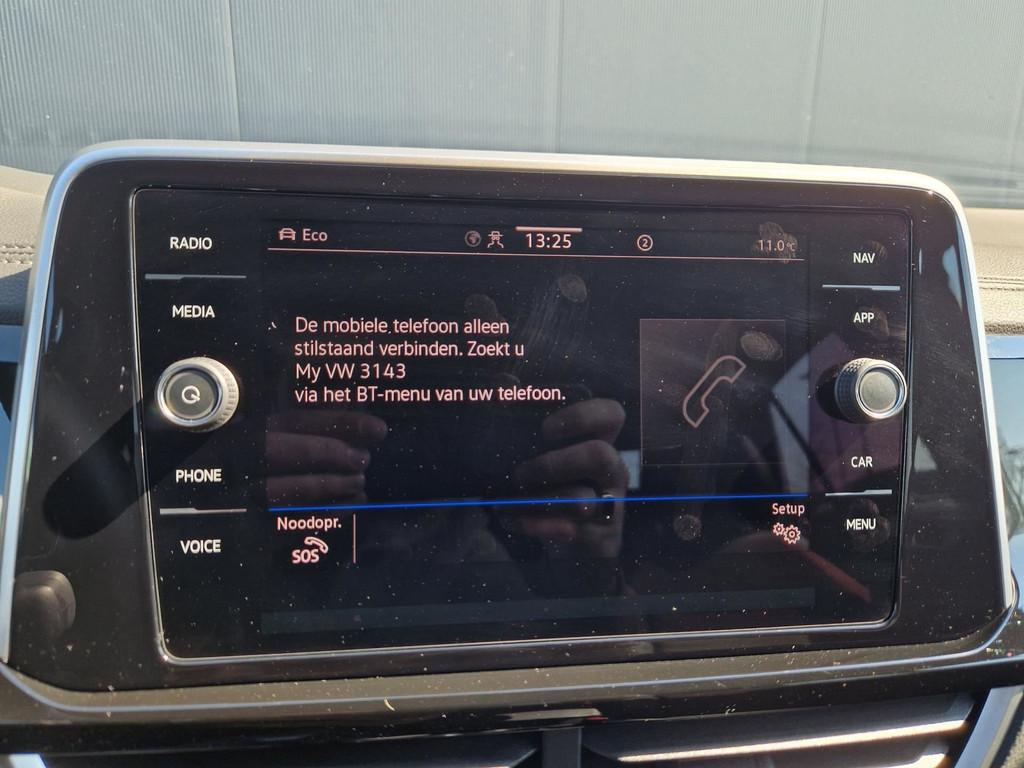 RADIO
MEDIA
PHONE
VOICE
Eco
13:25
2
11.0°C
De mobiele telefoon alleen
stilstaand verbinden. Zoekt u
My VW 3143
via het BT-menu van uw telefoon.
Noodopr.
SOS
Setup
NAV
APP
CAR
MENU